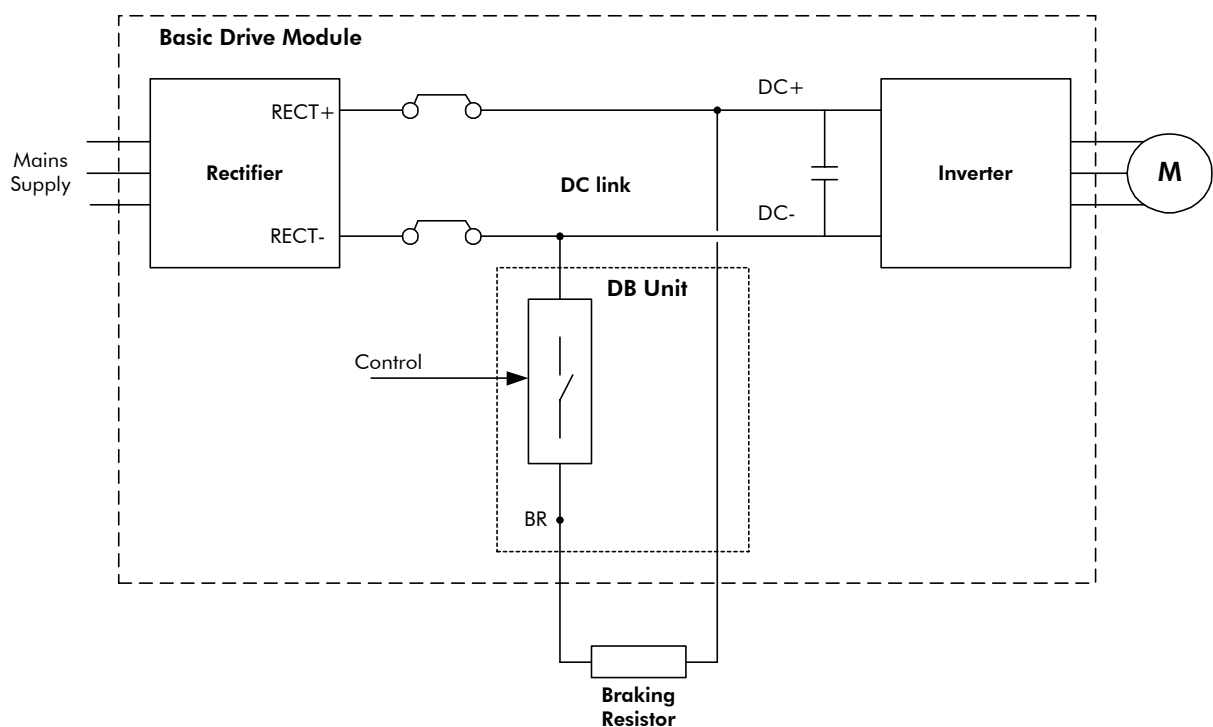 Basic Drive Module
RECT+
DC+
Mains
Supply
Rectifier
DC link
Inverter
M
DC-
RECT-
DB Unit
Control
BR
Braking
Resistor